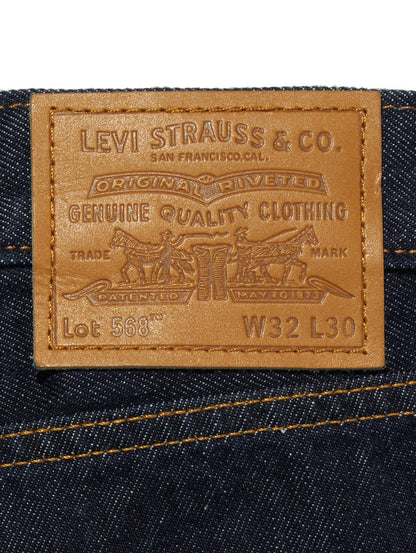 LEVI STRAUSS & CO.
SAN FRANCISCO, CAL.
ORIGINAL RIVETED
GENUINE QUALITY CLOTHING
TRADE MARK
PATENTED MAY 20 1873
Lot 568™ W32 L30